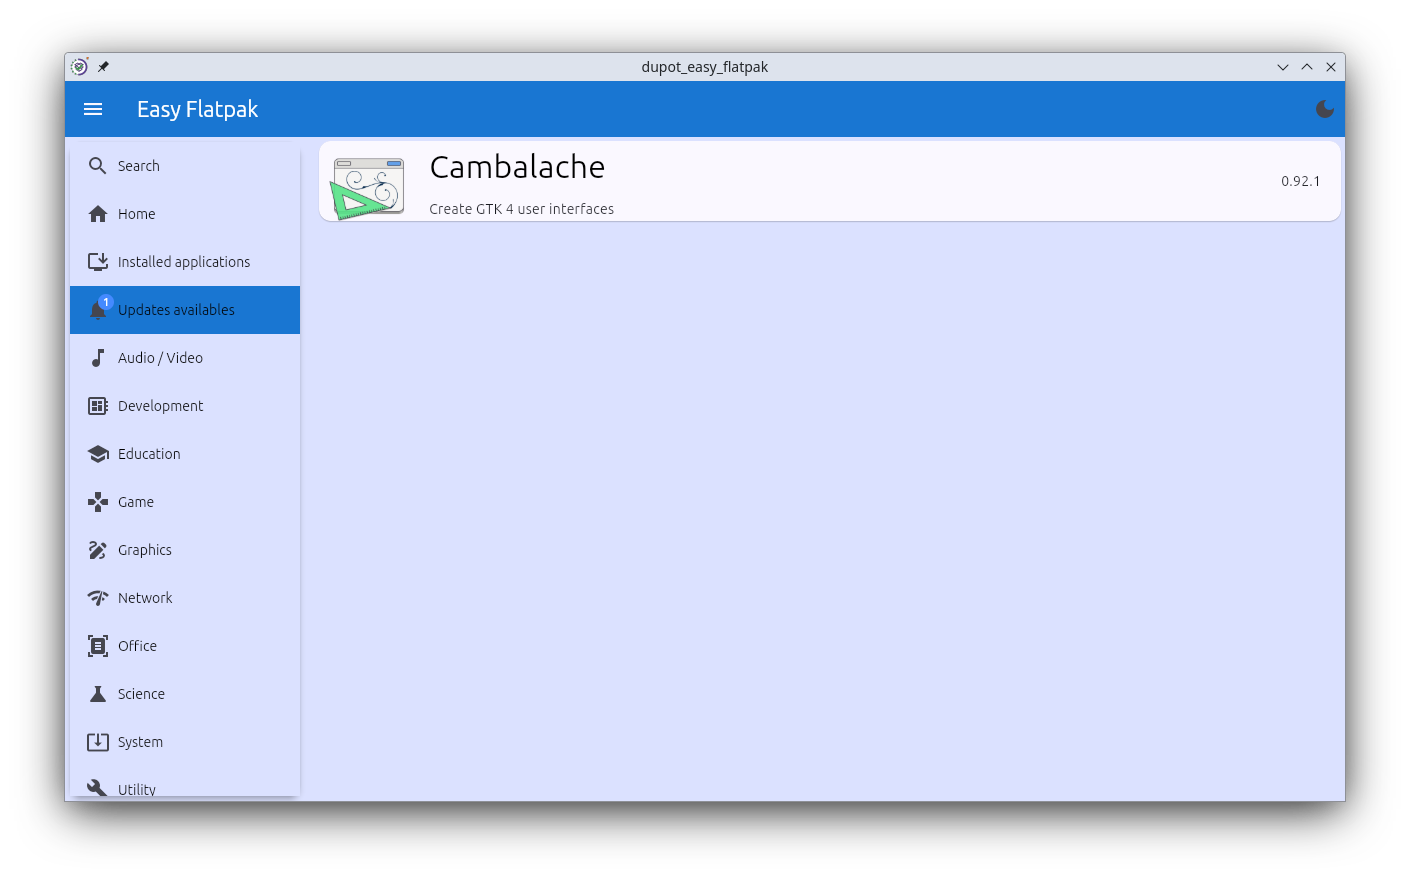 dupot_easy_flatpak
Easy Flatpak
Search
Home
Installed applications
1
Updates availables
Audio / Video
Development
Education
Game
Graphics
Network
Office
Science
System
Utility
Cambalache
Create GTK 4 user interfaces
0.92.1